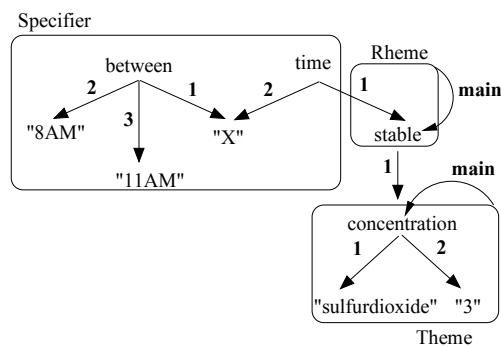 Specifier
Rheme
between
time
2
1
2
1
main
3
"8AM"
"X"
stable
"11AM"
1
main
concentration
1
2
"sulfurdioxide"
"3"
Theme